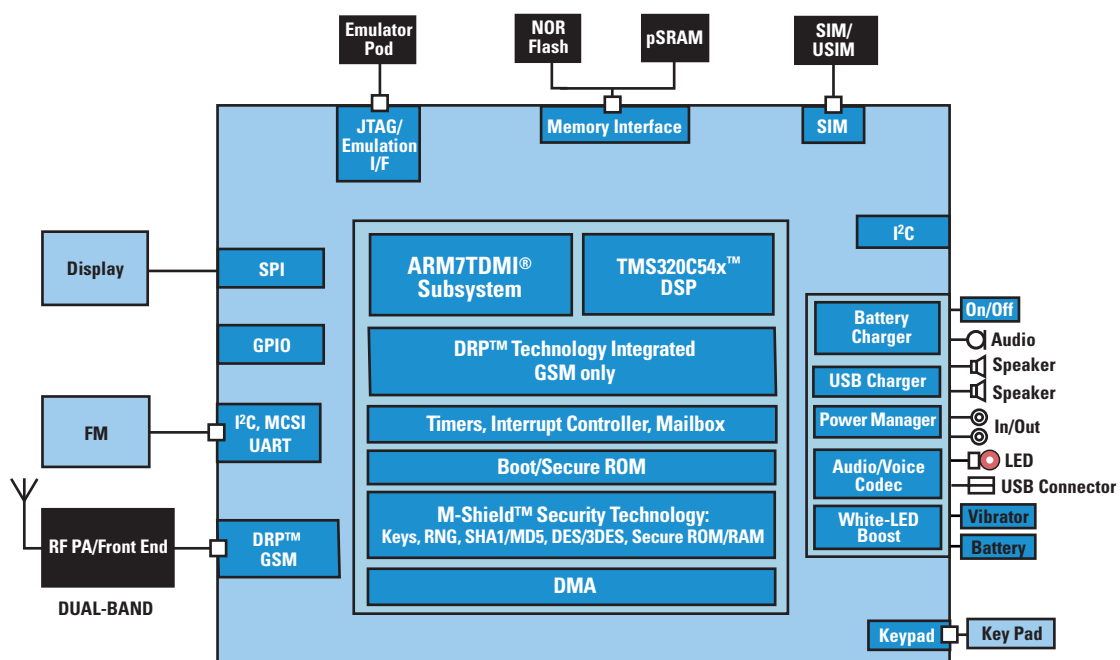 Emulator
Pod
NOR
Flash
pSRAM
SIM/
USIM
JTAG/
Emulation
I/F
Memory Interface
SIM
I²C
Display
SPI
GPIO
FM
I²C, MCSI
UART
RF PA/Front End
DUAL-BAND
DRP™
GSM
ARM7TDMI®
Subsystem
TMS320C54x™
DSP
DRP™ Technology Integrated
GSM only
Timers, Interrupt Controller, Mailbox
Boot/Secure ROM
M-Shield™ Security Technology:
Keys, RNG, SHA1/MD5, DES/3DES, Secure ROM/RAM
DMA
Battery
Charger
USB Charger
Power Manager
Audio/Voice
Codec
White-LED
Boost
On/Off
Audio
Speaker
Speaker
In/Out
LED
USB Connector
Vibrator
Battery
Keypad
Key Pad